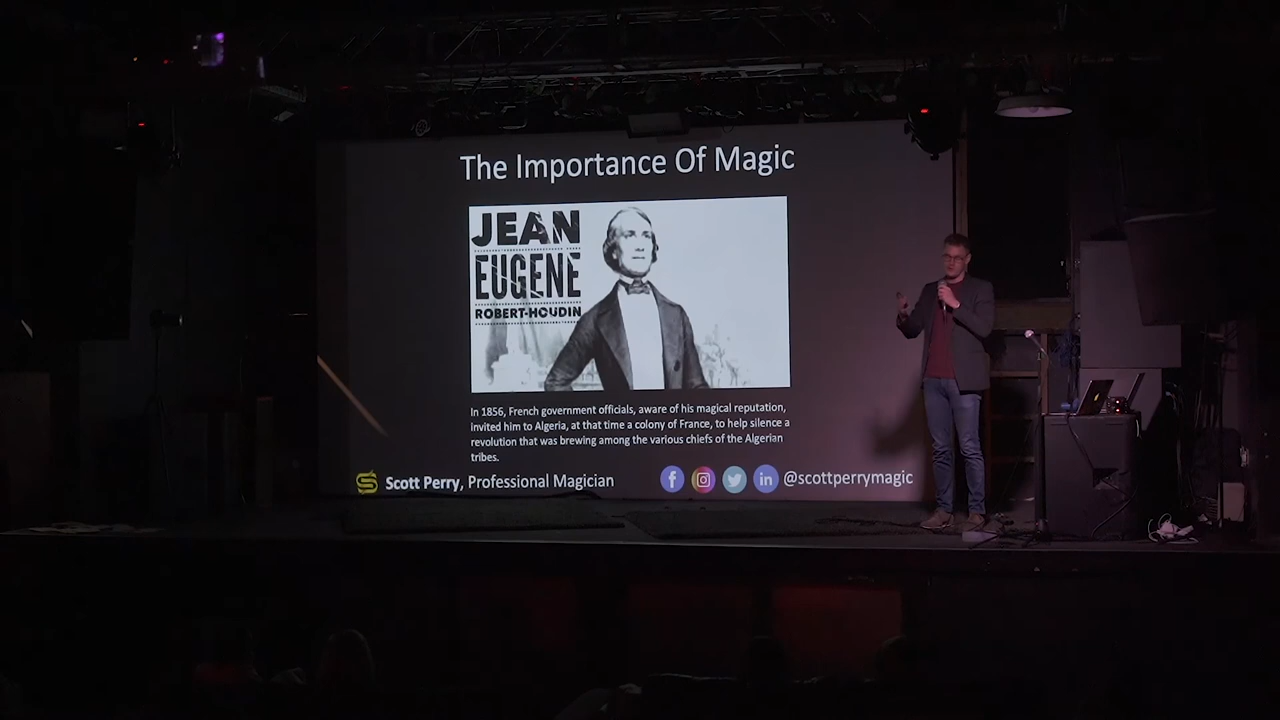 The Importance Of Magic
JEAN
EUGENE
ROBERT-HOUDIN
In 1856, French government officials, aware of his magical reputation,
invited him to Algeria, at that time a colony of France, to help silence a
revolution that was brewing among the various chiefs of the Algerian
tribes.
Scott Perry, Professional Magician
@scottperrymagic